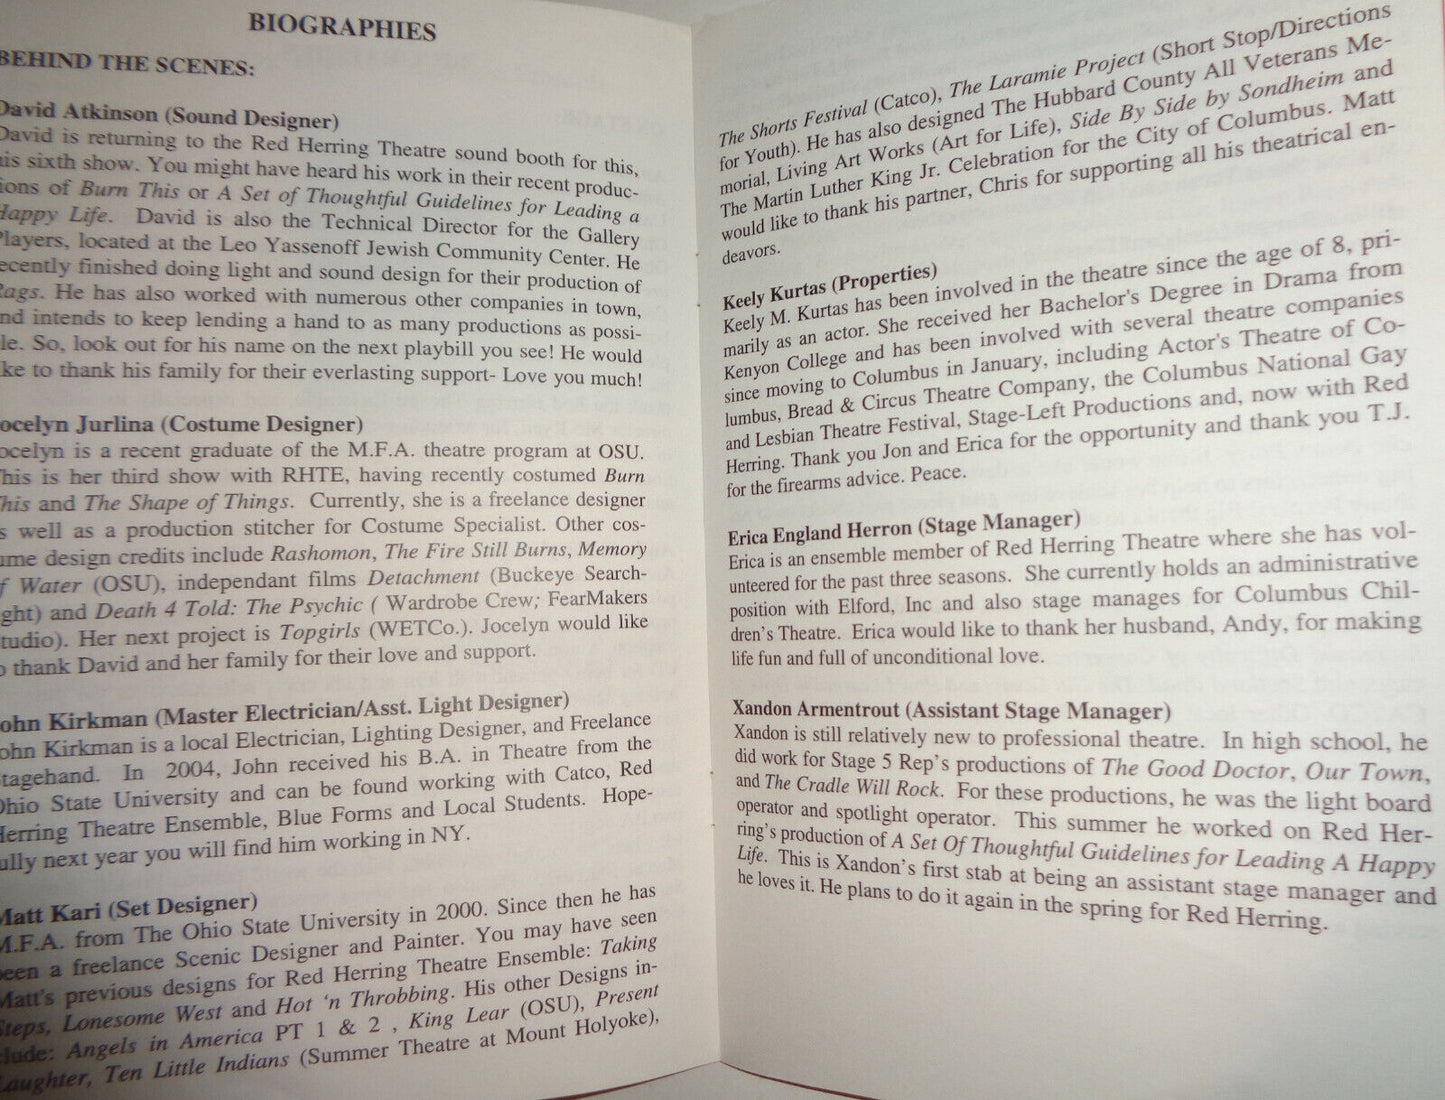 BIOGRAPHIES
BEHIND THE SCENES:
David Atkinson (Sound Designer)
David is returning to the Red Herring Theatre sound booth for this,
his sixth show. You might have heard his work in their recent produc-
tions of Burn This or A Set of Thoughtful Guidelines for Leading a
Happy Life. David is also the Technical Director for the Gallery
Players, located at the Leo Yassenoff Jewish Community Center. He
recently finished doing light and sound design for their production of
Rags. He has also worked with numerous other companies in town,
and intends to keep lending a hand to as many productions as possi-
ble. So, look out for his name on the next playbill you see! He would
like to thank his family for their everlasting support- Love you much!
Jocelyn Jurlina (Costume Designer)
Jocelyn is a recent graduate of the M.F.A. theatre program at OSU.
This is her third show with RHTE, having recently costumed Burn
This and The Shape of Things. Currently, she is a freelance designer
as well as a production stitcher for Costume Specialist. Other cos-
tume design credits include Rashomon, The Fire Still Burns, Memory
of Water (OSU), independant films Detachment (Buckeye Search-
light) and Death 4 Told: The Psychic ( Wardrobe Crew; FearMakers
Studio). Her next project is Topgirls (WETCo.). Jocelyn would like
to thank David and her family for their love and support.
John Kirkman (Master Electrician/Asst. Light Designer)
John Kirkman is a local Electrician, Lighting Designer, and Freelance
Stagehand. In 2004, John received his B.A. in Theatre from the
Ohio State University and can be found working with Catco, Red
Herring Theatre Ensemble, Blue Forms and Local Students. Hope-
fully next year you will find him working in NY.
Matt Kari (Set Designer)
M.F.A. from The Ohio State University in 2000. Since then he has
been a freelance Scenic Designer and Painter. You may have seen
Matt's previous designs for Red Herring Theatre Ensemble: Taking
Steps, Lonesome West and Hot 'n Throbbing. His other Designs in-
clude: Angels in America PT 1 & 2 , King Lear (OSU), Present
Laughter, Ten Little Indians (Summer Theatre at Mount Holyoke),
The Shorts Festival (Catco), The Laramie Project (Short Stop/Directions
for Youth). He has also designed The Hubbard County All Veterans Me-
morial, Living Art Works (Art for Life), Side By Side by Sondheim and
The Martin Luther King Jr. Celebration for the City of Columbus. Matt
would like to thank his partner, Chris for supporting all his theatrical en-
deavors.
Keely Kurtas (Properties)
Keely M. Kurtas has been involved in the theatre since the age of 8, pri-
marily as an actor. She received her Bachelor's Degree in Drama from
Kenyon College and has been involved with several theatre companies
since moving to Columbus in January, including Actor's Theatre of Co-
lumbus, Bread & Circus Theatre Company, the Columbus National Gay
and Lesbian Theatre Festival, Stage-Left Productions and, now with Red
Herring. Thank you Jon and Erica for the opportunity and thank you T.J.
for the firearms advice. Peace.
Erica England Herron (Stage Manager)
Erica is an ensemble member of Red Herring Theatre where she has vol-
unteered for the past three seasons. She currently holds an administrative
position with Elford, Inc and also stage manages for Columbus Chil-
dren's Theatre. Erica would like to thank her husband, Andy, for making
life fun and full of unconditional love.
Xandon Armentrout (Assistant Stage Manager)
Xandon is still relatively new to professional theatre. In high school, he
did work for Stage 5 Rep's productions of The Good Doctor, Our Town,
and The Cradle Will Rock. For these productions, he was the light board
operator and spotlight operator. This summer he worked on Red Her-
ring's production of A Set Of Thoughtful Guidelines for Leading A Happy
Life. This is Xandon's first stab at being an assistant stage manager and
he loves it. He plans to do it again in the spring for Red Herring.